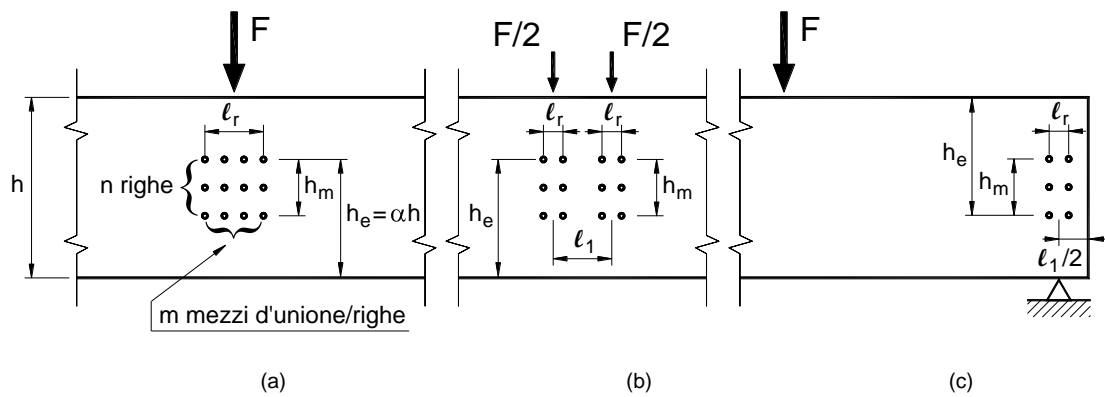 F
F/2 F/2
F
ℓr
ℓr ℓr
ℓr
h
n righe
hm
he=αh
he
hm
he
hm
ℓ1
ℓ1/2
m mezzi d'unione/righe
(a) (b) (c)